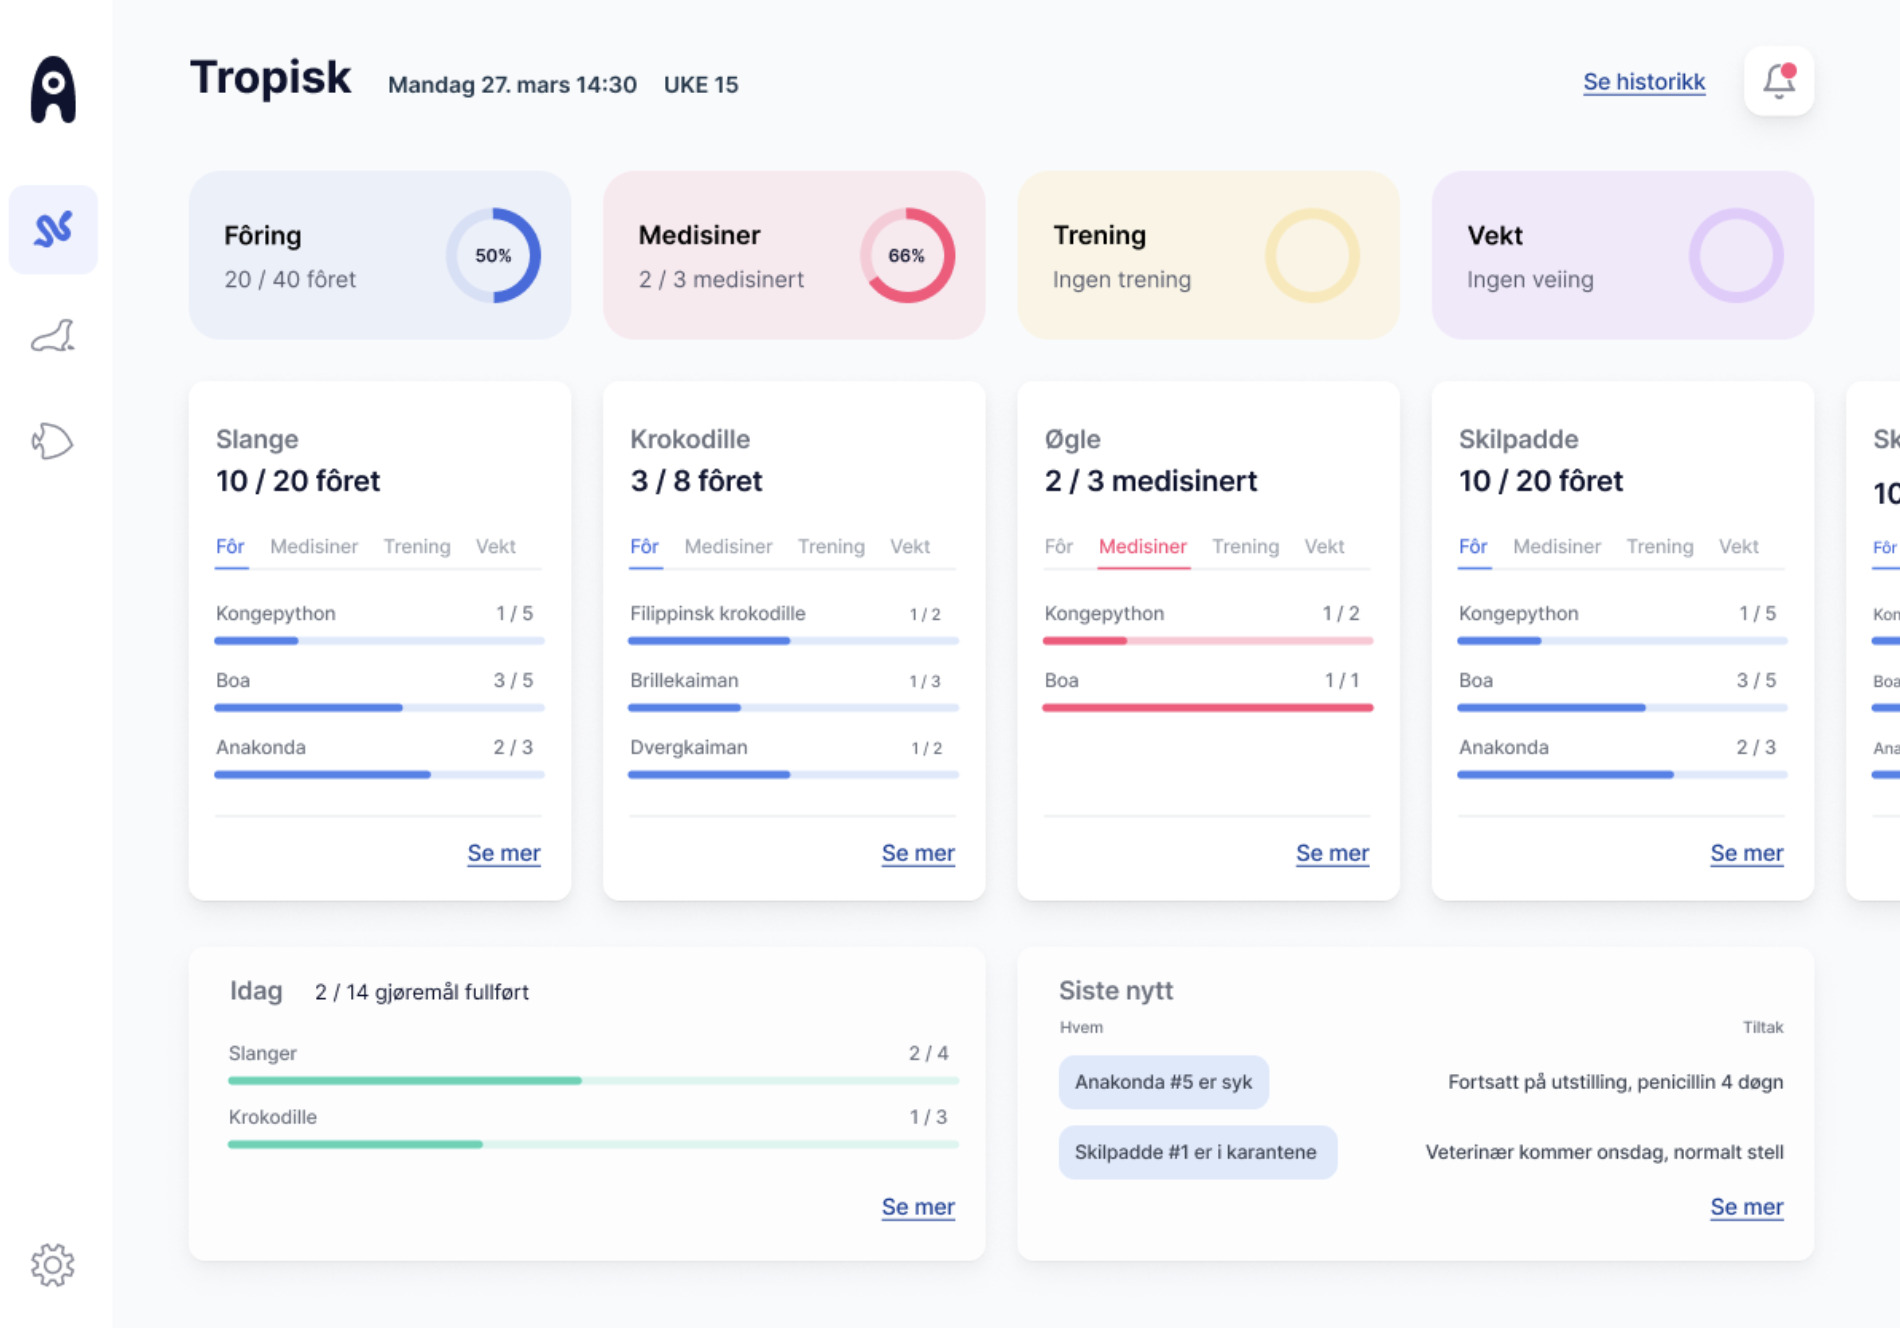 Tropisk Mandag 27. mars 14:30 UKE 15 Se historikk
Fôring
20 / 40 fôret
50%
Medisiner
2 / 3 medisinert
66%
Trening
Ingen trening
Vekt
Ingen veiing
Slange
10 / 20 fôret
Fôr Medisiner Trening Vekt
Kongepython 1 / 5
Boa 3 / 5
Anakonda 2 / 3
Se mer
Krokodille
3 / 8 fôret
Fôr Medisiner Trening Vekt
Filippinsk krokodille 1 / 2
Brillekaiman 1 / 3
Dvergkaiman 1 / 2
Se mer
Øgle
2 / 3 medisinert
Fôr Medisiner Trening Vekt
Kongepython 1 / 2
Boa 1 / 1
Se mer
Skilpadde
10 / 20 fôret
Fôr Medisiner Trening Vekt
Kongepython 1 / 5
Boa 3 / 5
Anakonda 2 / 3
Se mer
Sk
10
Fôr
Kon
Boa
Ana
Idag 2 / 14 gjøremål fullført
Slanger 2 / 4
Krokodille 1 / 3
Se mer
Siste nytt
Hvem Tiltak
Anakonda #5 er syk Fortsatt på utstilling, penicillin 4 døgn
Skilpadde #1 er i karantene Veterinær kommer onsdag, normalt stell
Se mer